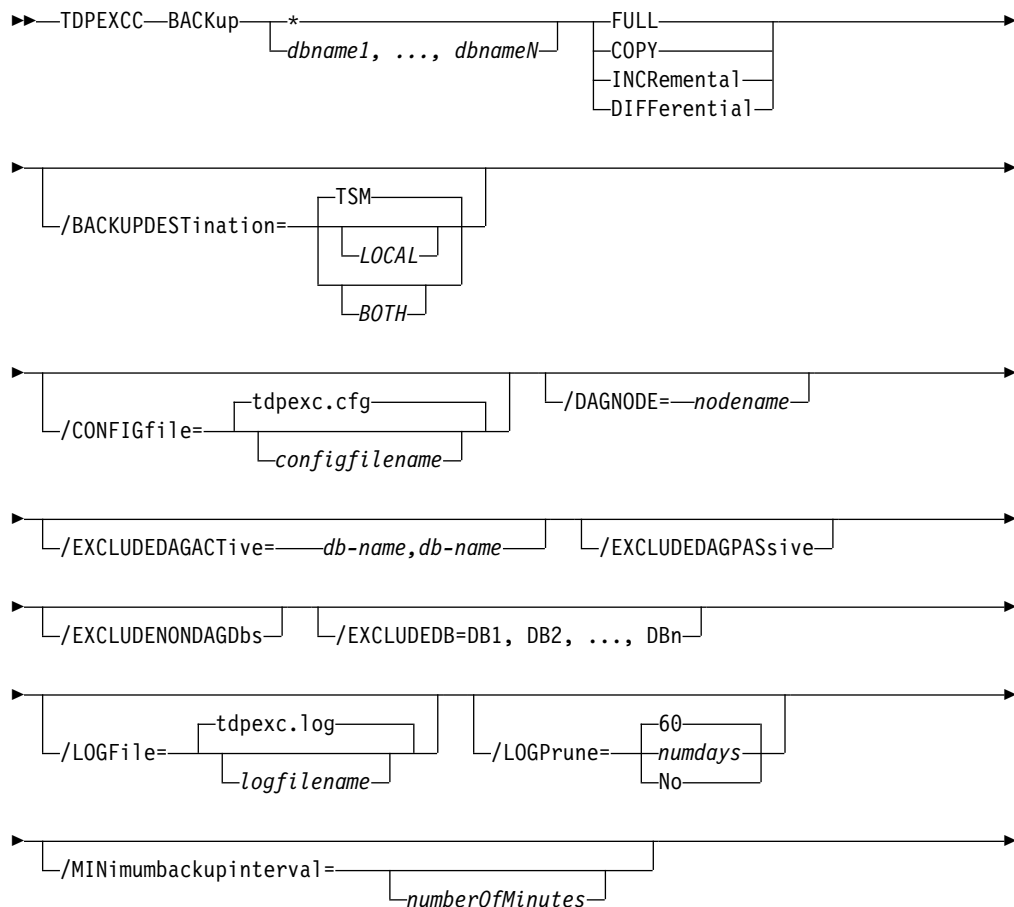 TDPEXCC BACKup * FULL
dbname1, ..., dbnameN COPY
INCRemental
DIFFerential
TSM
/BACKUPDESTination=
LOCAL
BOTH
tdpexc.cfg /DAGNODE= nodename
/CONFIGfile=
configfilename
/EXCLUDEDAGACTive= db-name,db-name /EXCLUDEDAGPASsive
/EXCLUDENONDAGDbs /EXCLUDEDB=DB1, DB2, ..., DBn
tdpexc.log 60
/LOGFile= /LOGPrune= numdays
logfilename No
/MINimumbackupinterval=
numberOfMinutes